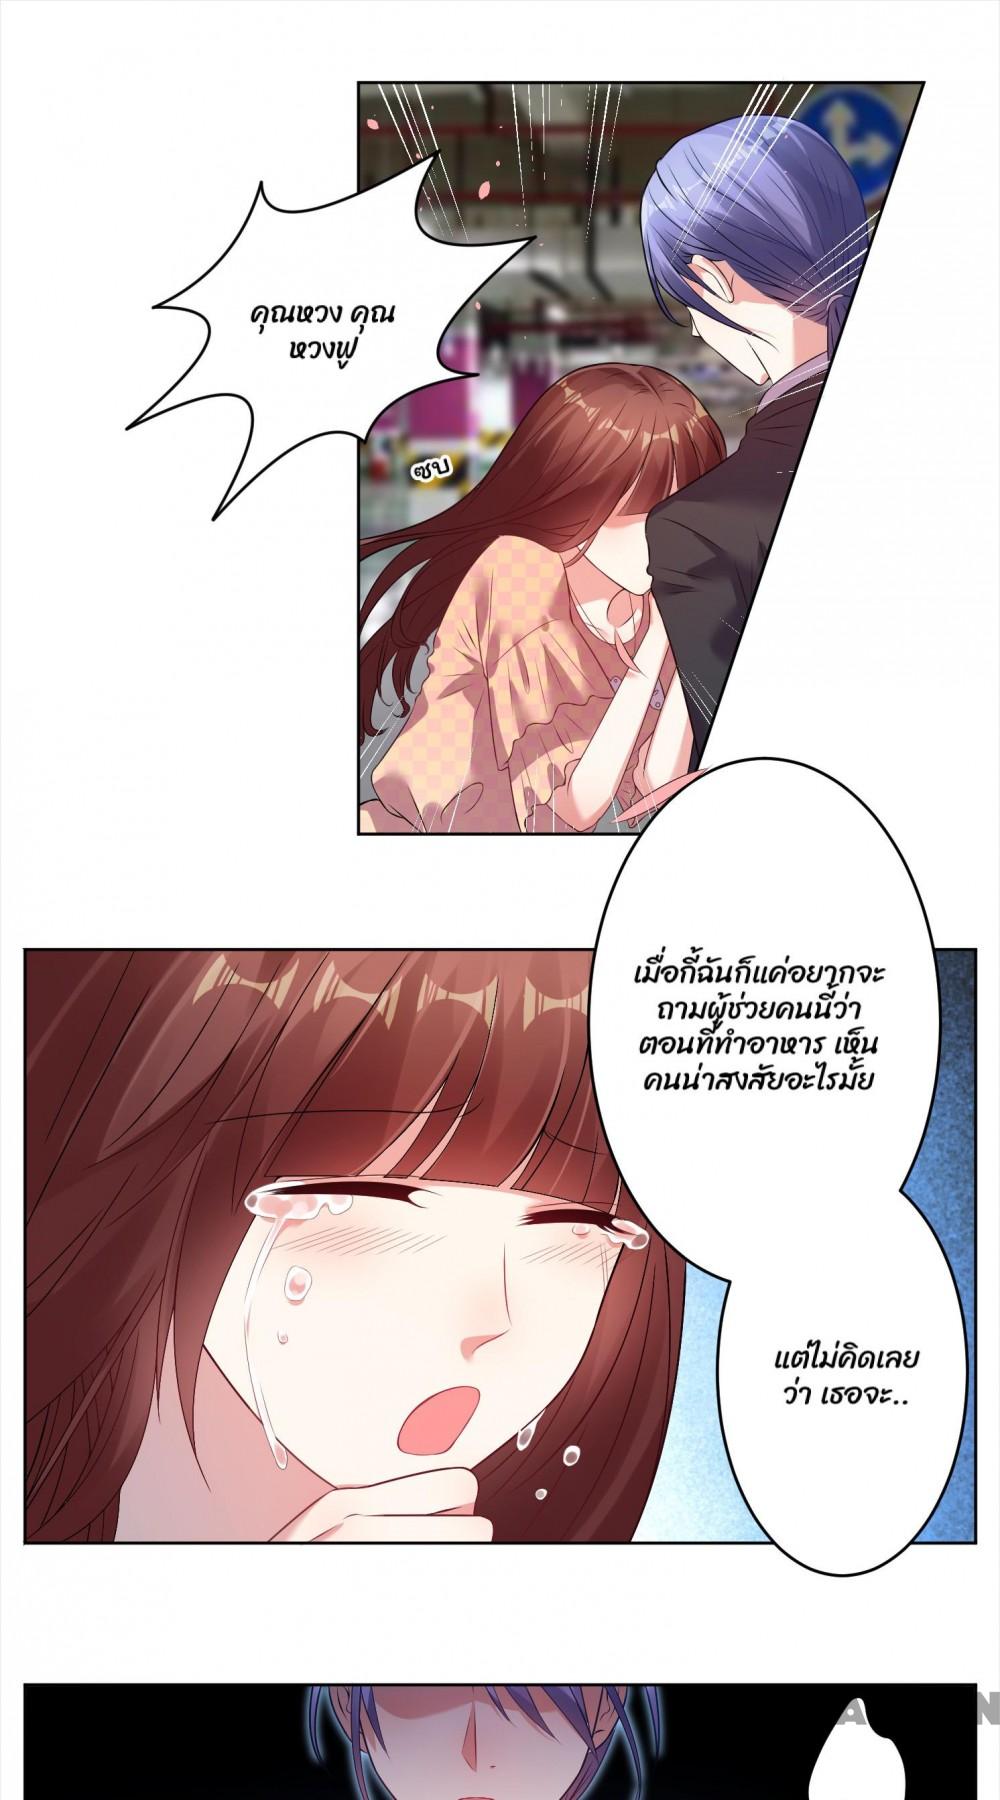 คุณหวง คุณ
หวงฟู
ซบ
เมื่อกี้ฉันก็แค่อยากจะ
ถามผู้ช่วยคนนี้ว่า
ตอนที่ทำอาหาร เห็น
คนน่าสงสัยอะไรมั้ย
แต่ไม่คิดเลย
ว่า เธอจะ..